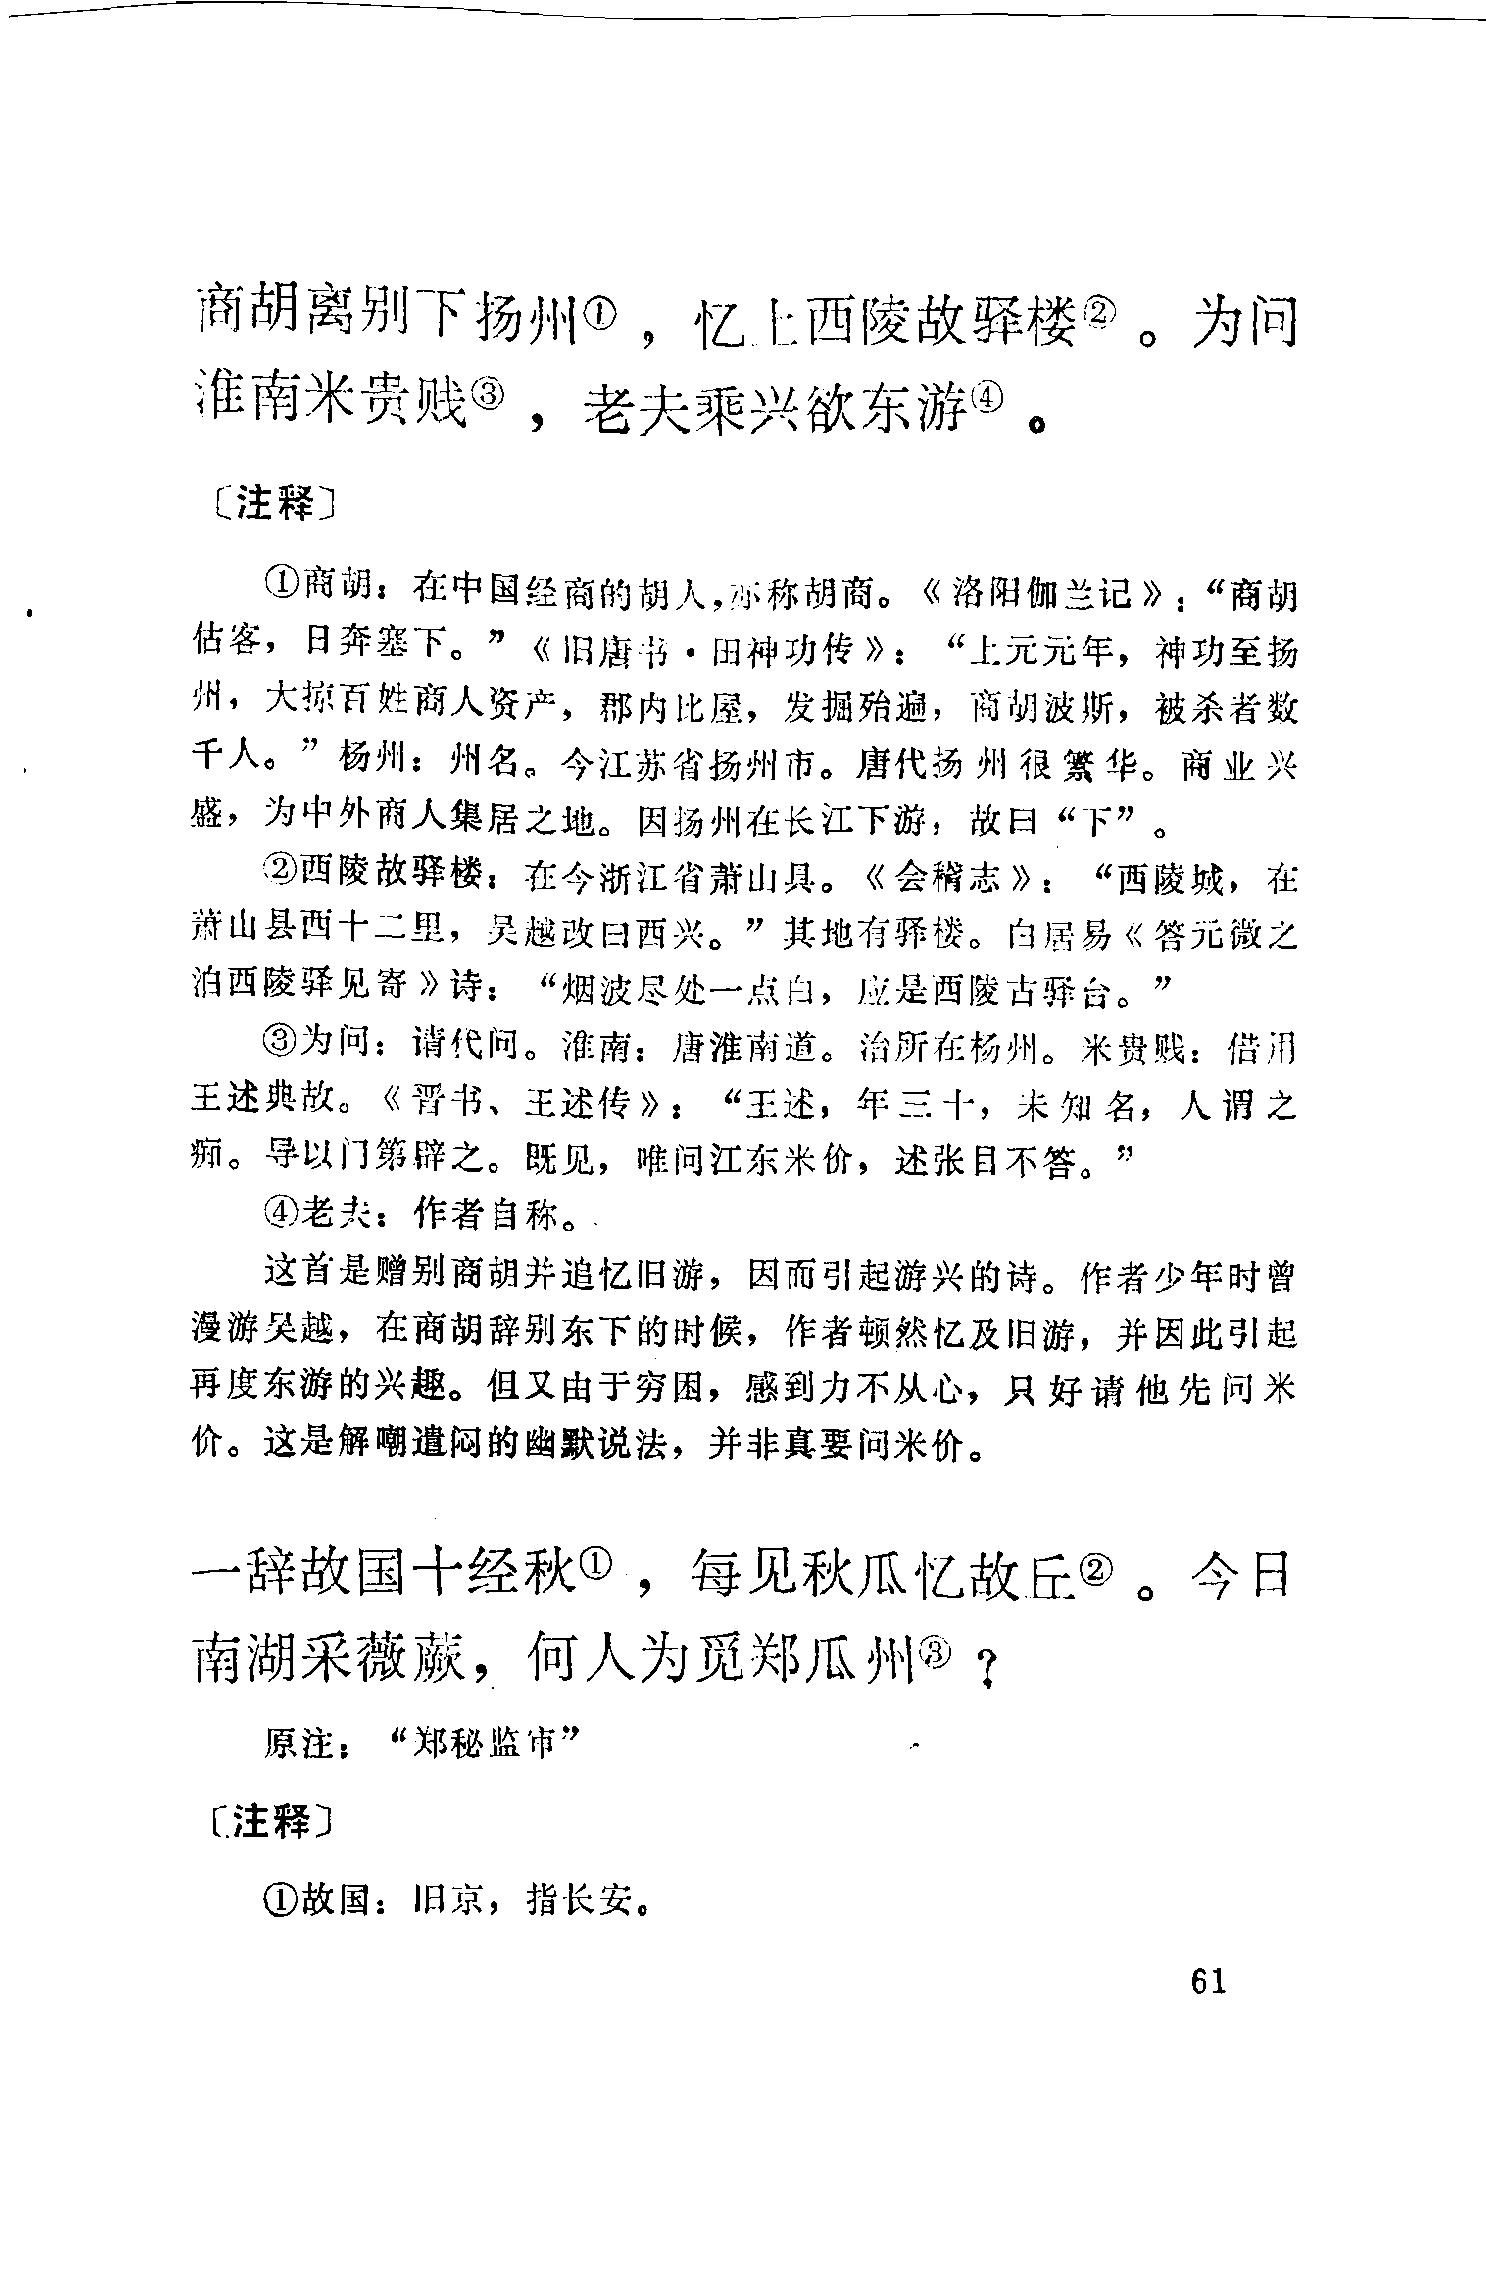 商胡离别下扬州①，忆上西陵故驿楼②。为问
淮南米贵贱③，老夫乘兴欲东游④。
〔注释〕
①商胡：在中国经商的胡人，亦称胡商。《洛阳伽兰记》：“商胡
估客，日奔塞下。”《旧唐书·田神功传》：“上元元年，神功至扬
州，大掠百姓商人资产，郡内比屋，发掘殆遍，商胡波斯，被杀者数
千人。”杨州：州名。今江苏省扬州市。唐代扬州很繁华。商业兴
盛，为中外商人集居之地。因扬州在长江下游，故曰“下”。
②西陵故驿楼：在今浙江省萧山具。《会稽志》：“西陵城，在
萧山县西十二里，吴越改曰西兴。”其地有驿楼。白居易《答元微之
泊西陵驿见寄》诗：“烟波尽处一点白，应是西陵古驿台。”
③为问：请代问。淮南：唐淮南道。治所在杨州。米贵贱：借用
王述典故。《晋书、王述传》：“王述，年三十，未知名，人谓之
痴。导以门第辟之。既见，唯问江东米价，述张目不答。”
④老夫：作者自称。
这首是赠别商胡并追忆旧游，因而引起游兴的诗。作者少年时曾
漫游吴越，在商胡辞别东下的时候，作者顿然忆及旧游，并因此引起
再度东游的兴趣。但又由于穷困，感到力不从心，只好请他先问米
价。这是解嘲遣闷的幽默说法，并非真要问米价。
一辞故国十经秋①，每见秋瓜忆故丘②。今日
南湖采薇蕨，何人为觅郑瓜州③？
原注：“郑秘监审”
〔注释〕
①故国：旧京，指长安。
61